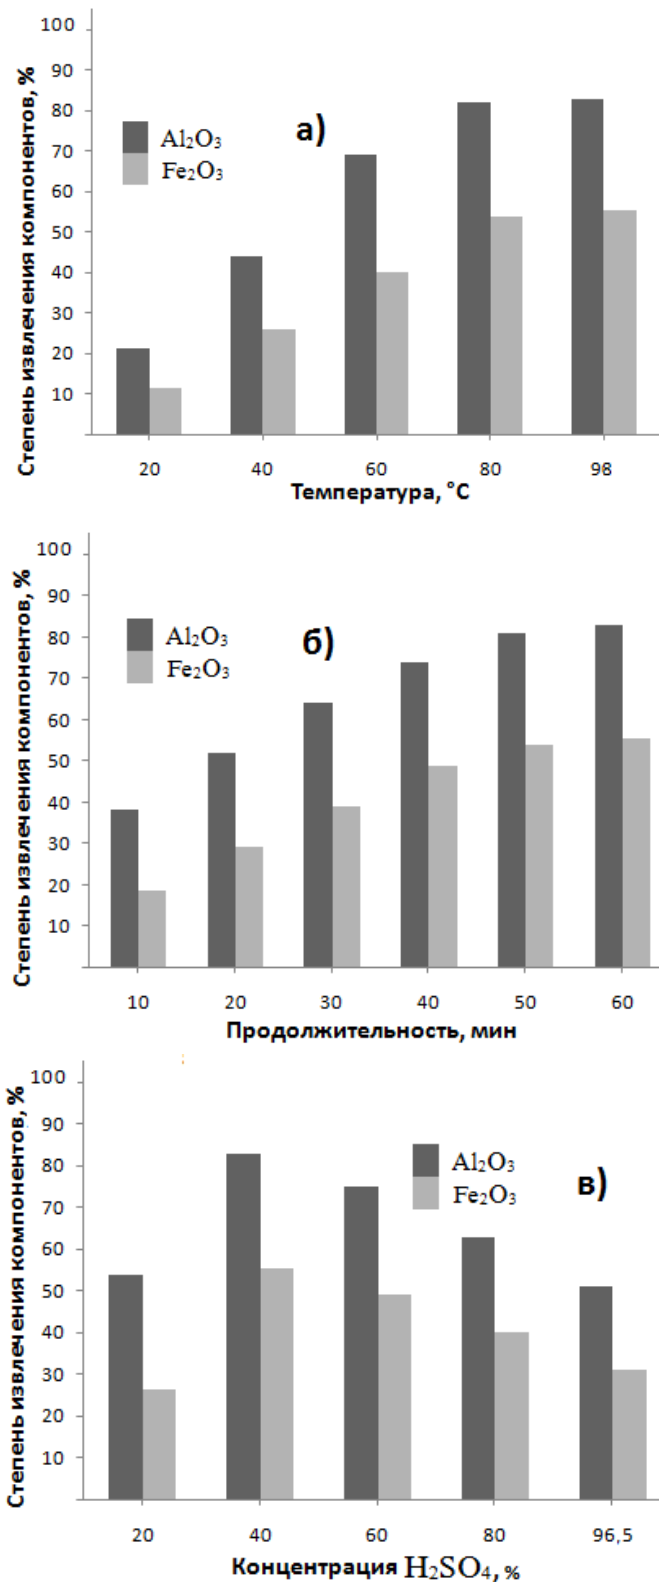 Степень извлечения компонентов, %
100
90
80
70
60
50
40
30
20
10
Al₂O₃
Fe₂O₃
а)
20 40 60 80 98
Температура, °С
Степень извлечения компонентов, %
100
90
80
70
60
50
40
30
20
10
Al₂O₃
Fe₂O₃
б)
10 20 30 40 50 60
Продолжительность, мин
Степень извлечения компонентов, %
100
90
80
70
60
50
40
30
20
10
Al₂O₃
Fe₂O₃
в)
20 40 60 80 96,5
Концентрация H₂SO₄, %